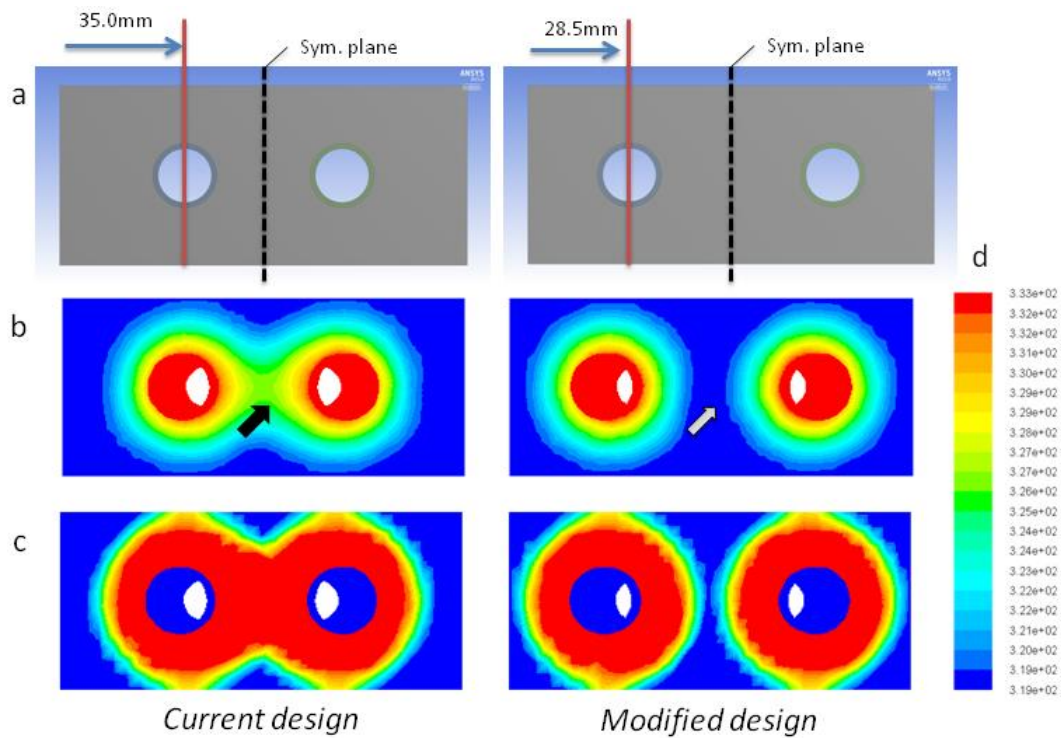 35.0mm
Sym. plane
28.5mm
Sym. plane
ANSYS
ANSYS
a
d
b
3.33e+02
3.32e+02
3.32e+02
3.31e+02
3.30e+02
3.29e+02
3.29e+02
3.28e+02
3.27e+02
3.26e+02
3.26e+02
3.25e+02
3.24e+02
3.24e+02
3.23e+02
3.22e+02
3.22e+02
3.21e+02
3.20e+02
3.19e+02
3.19e+02
c
Current design
Modified design